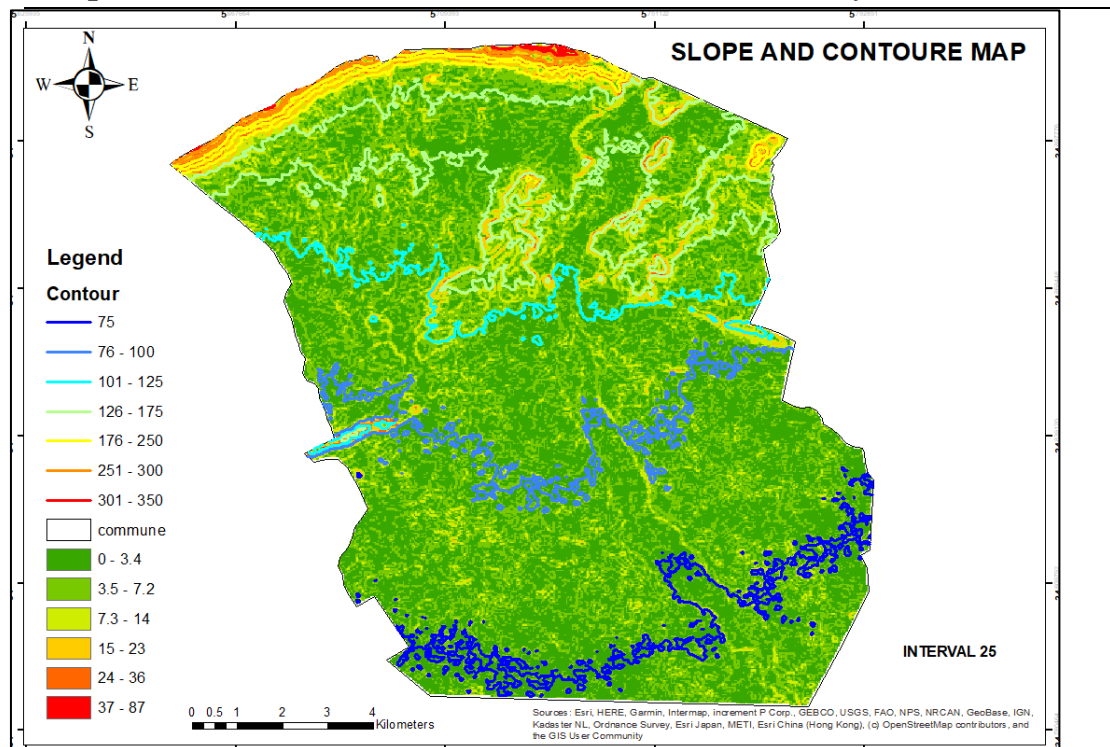 N
SLOPE AND CONTOURE MAP
W
E
S
Legend
Contour
75
76 - 100
101 - 125
126 - 175
176 - 250
251 - 300
301 - 350
commune
0 - 3.4
3.5 - 7.2
7.3 - 14
15 - 23
24 - 36
37 - 87
INTERVAL 25
0 0.5 1 2 3 4
Kilometers
Sources: Esri, HERE, Garmin, Intermap, increment P Corp., GEBCO, USGS, FAO, NPS, NRCAN, GeoBase, IGN,
Kadaster NL, Ordnance Survey, Esri Japan, METI, Esri China (Hong Kong), (c) OpenStreetMap contributors, and
the GIS User Community